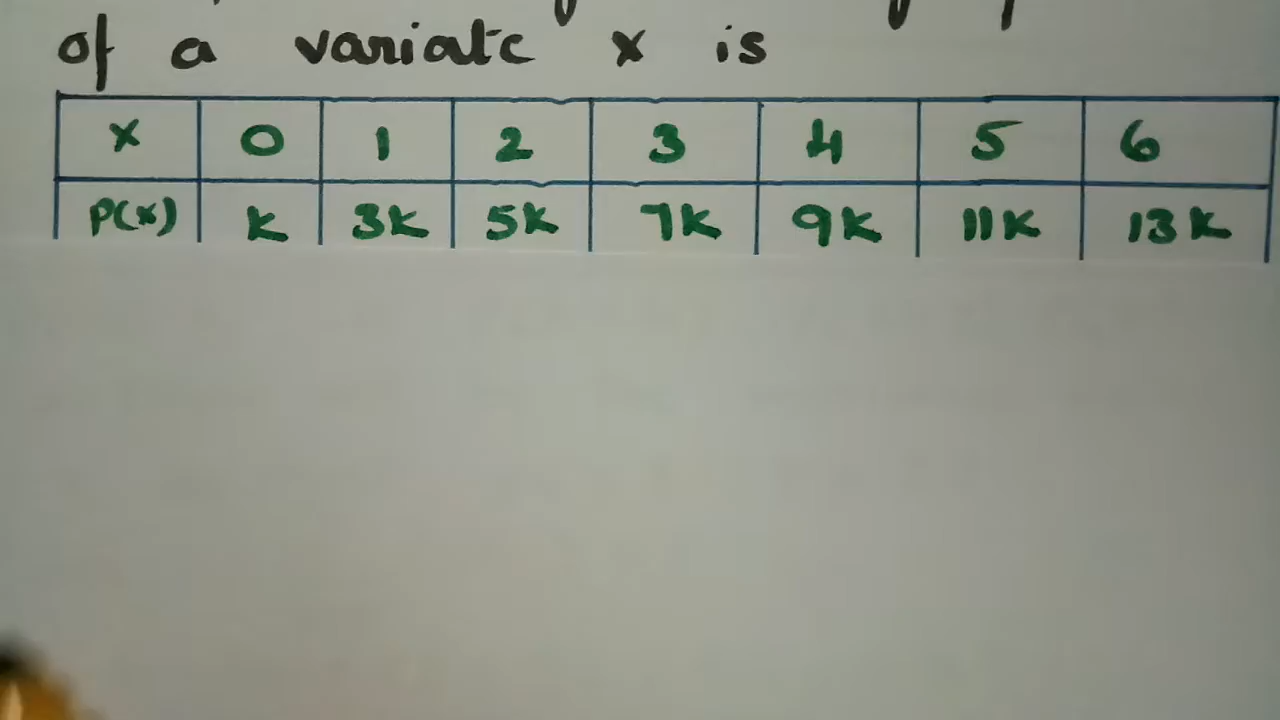 of a variate x is
x 0 1 2 3 4 5 6
P(x) k 3k 5k 7k 9k 11k 13k